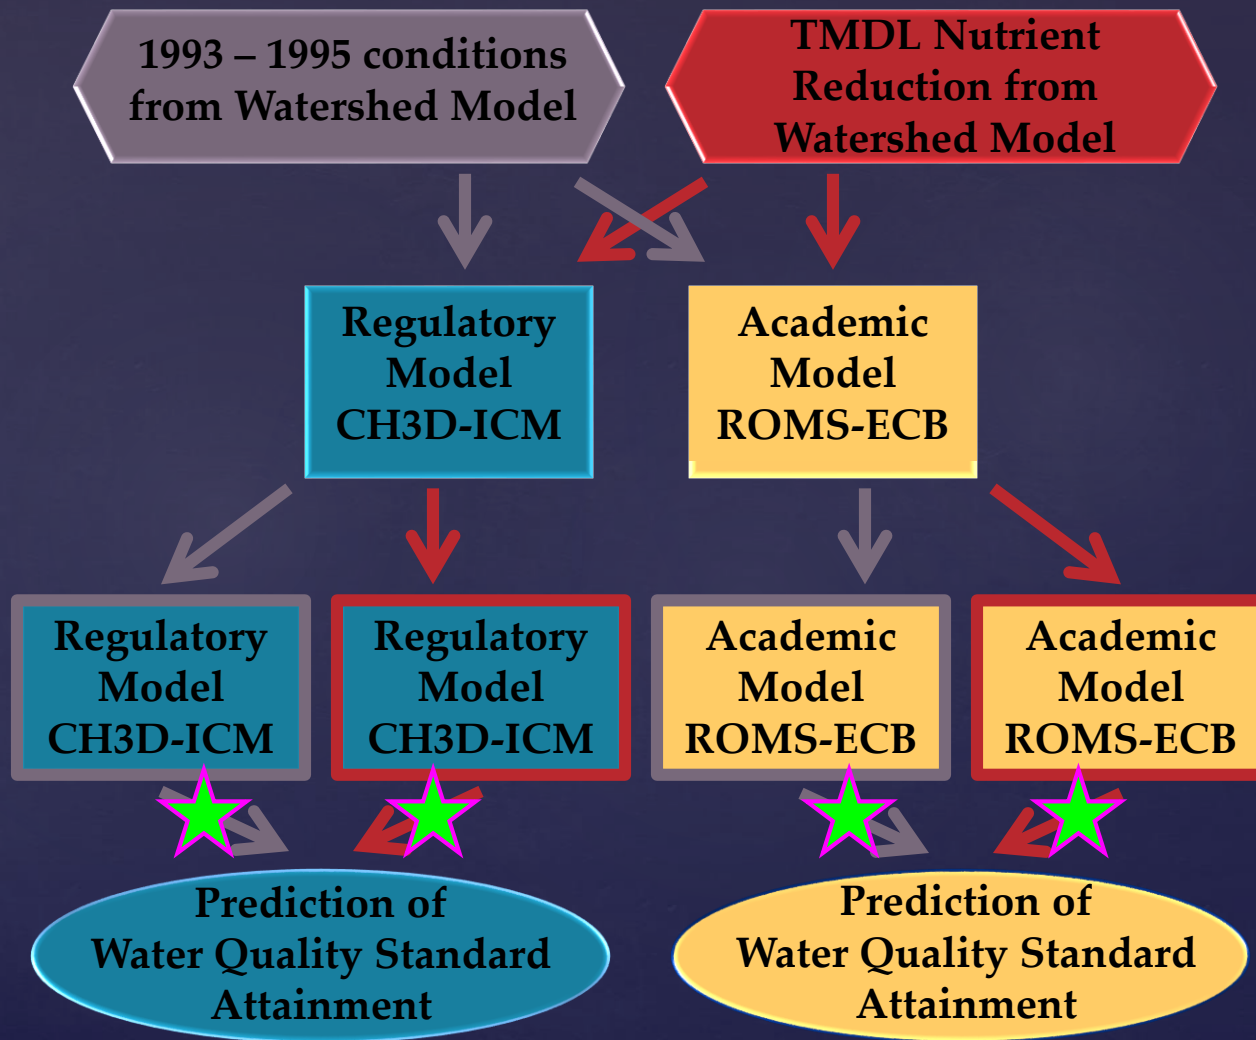 1993 – 1995 conditions
from Watershed Model
TMDL Nutrient
Reduction from
Watershed Model
Regulatory
Model
CH3D-ICM
Academic
Model
ROMS-ECB
Regulatory
Model
CH3D-ICM
Regulatory
Model
CH3D-ICM
Academic
Model
ROMS-ECB
Academic
Model
ROMS-ECB
Prediction of
Water Quality Standard
Attainment
Prediction of
Water Quality Standard
Attainment